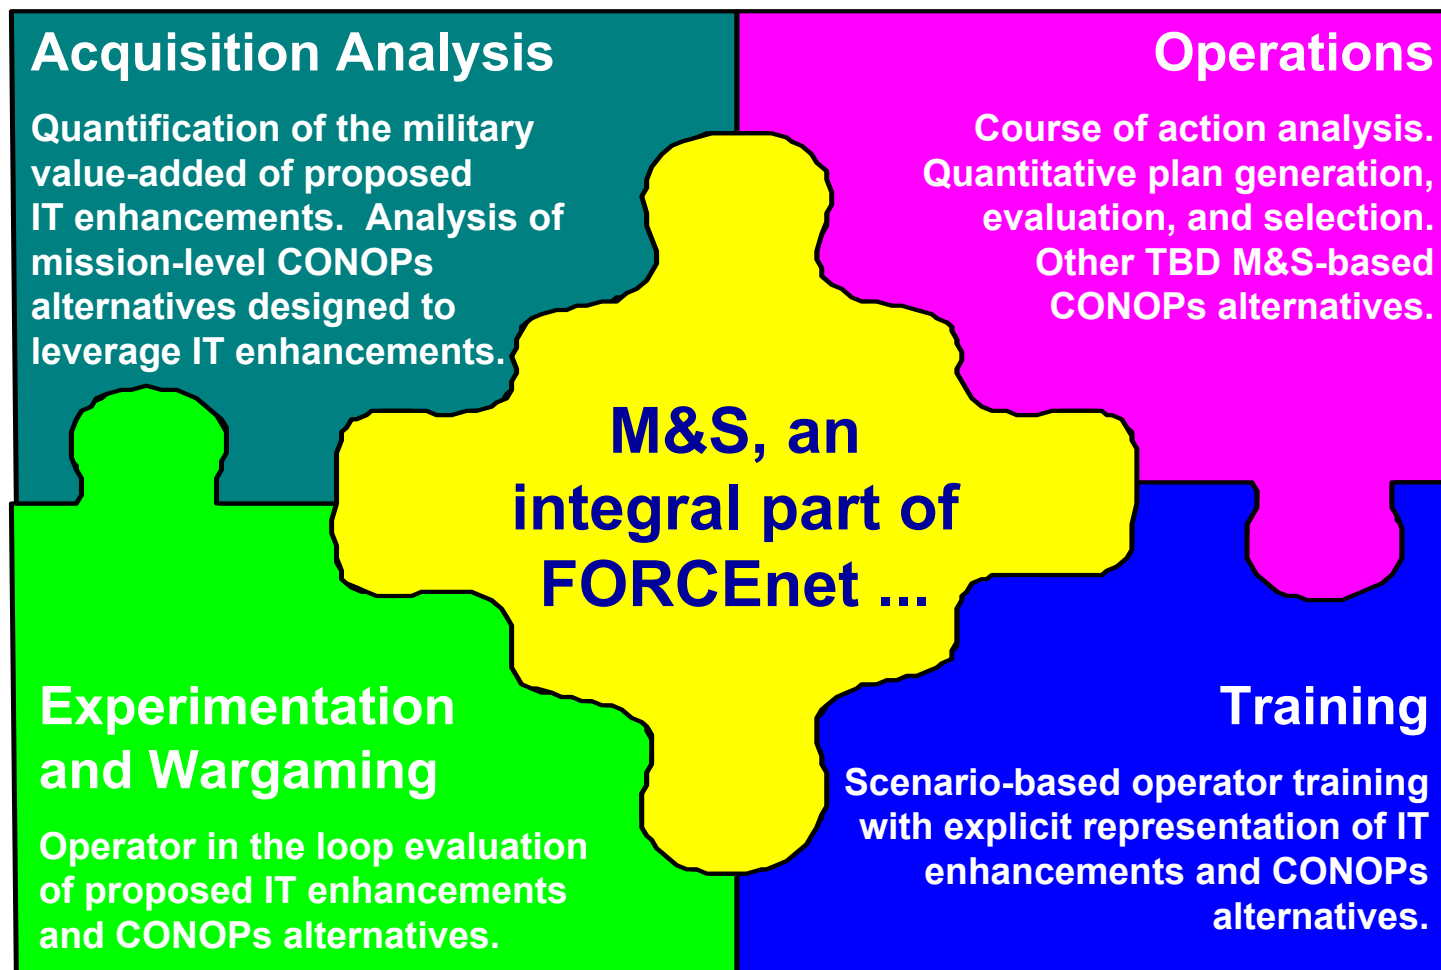 Acquisition Analysis
Quantification of the military
value-added of proposed
IT enhancements.  Analysis of
mission-level CONOPs
alternatives designed to
leverage IT enhancements.
Operations
Course of action analysis.
Quantitative plan generation,
evaluation, and selection.
Other TBD M&S-based
CONOPs alternatives.
M&S, an
integral part of
FORCEnet ...
Experimentation
and Wargaming
Operator in the loop evaluation
of proposed IT enhancements
and CONOPs alternatives.
Training
Scenario-based operator training
with explicit representation of IT
enhancements and CONOPs
alternatives.